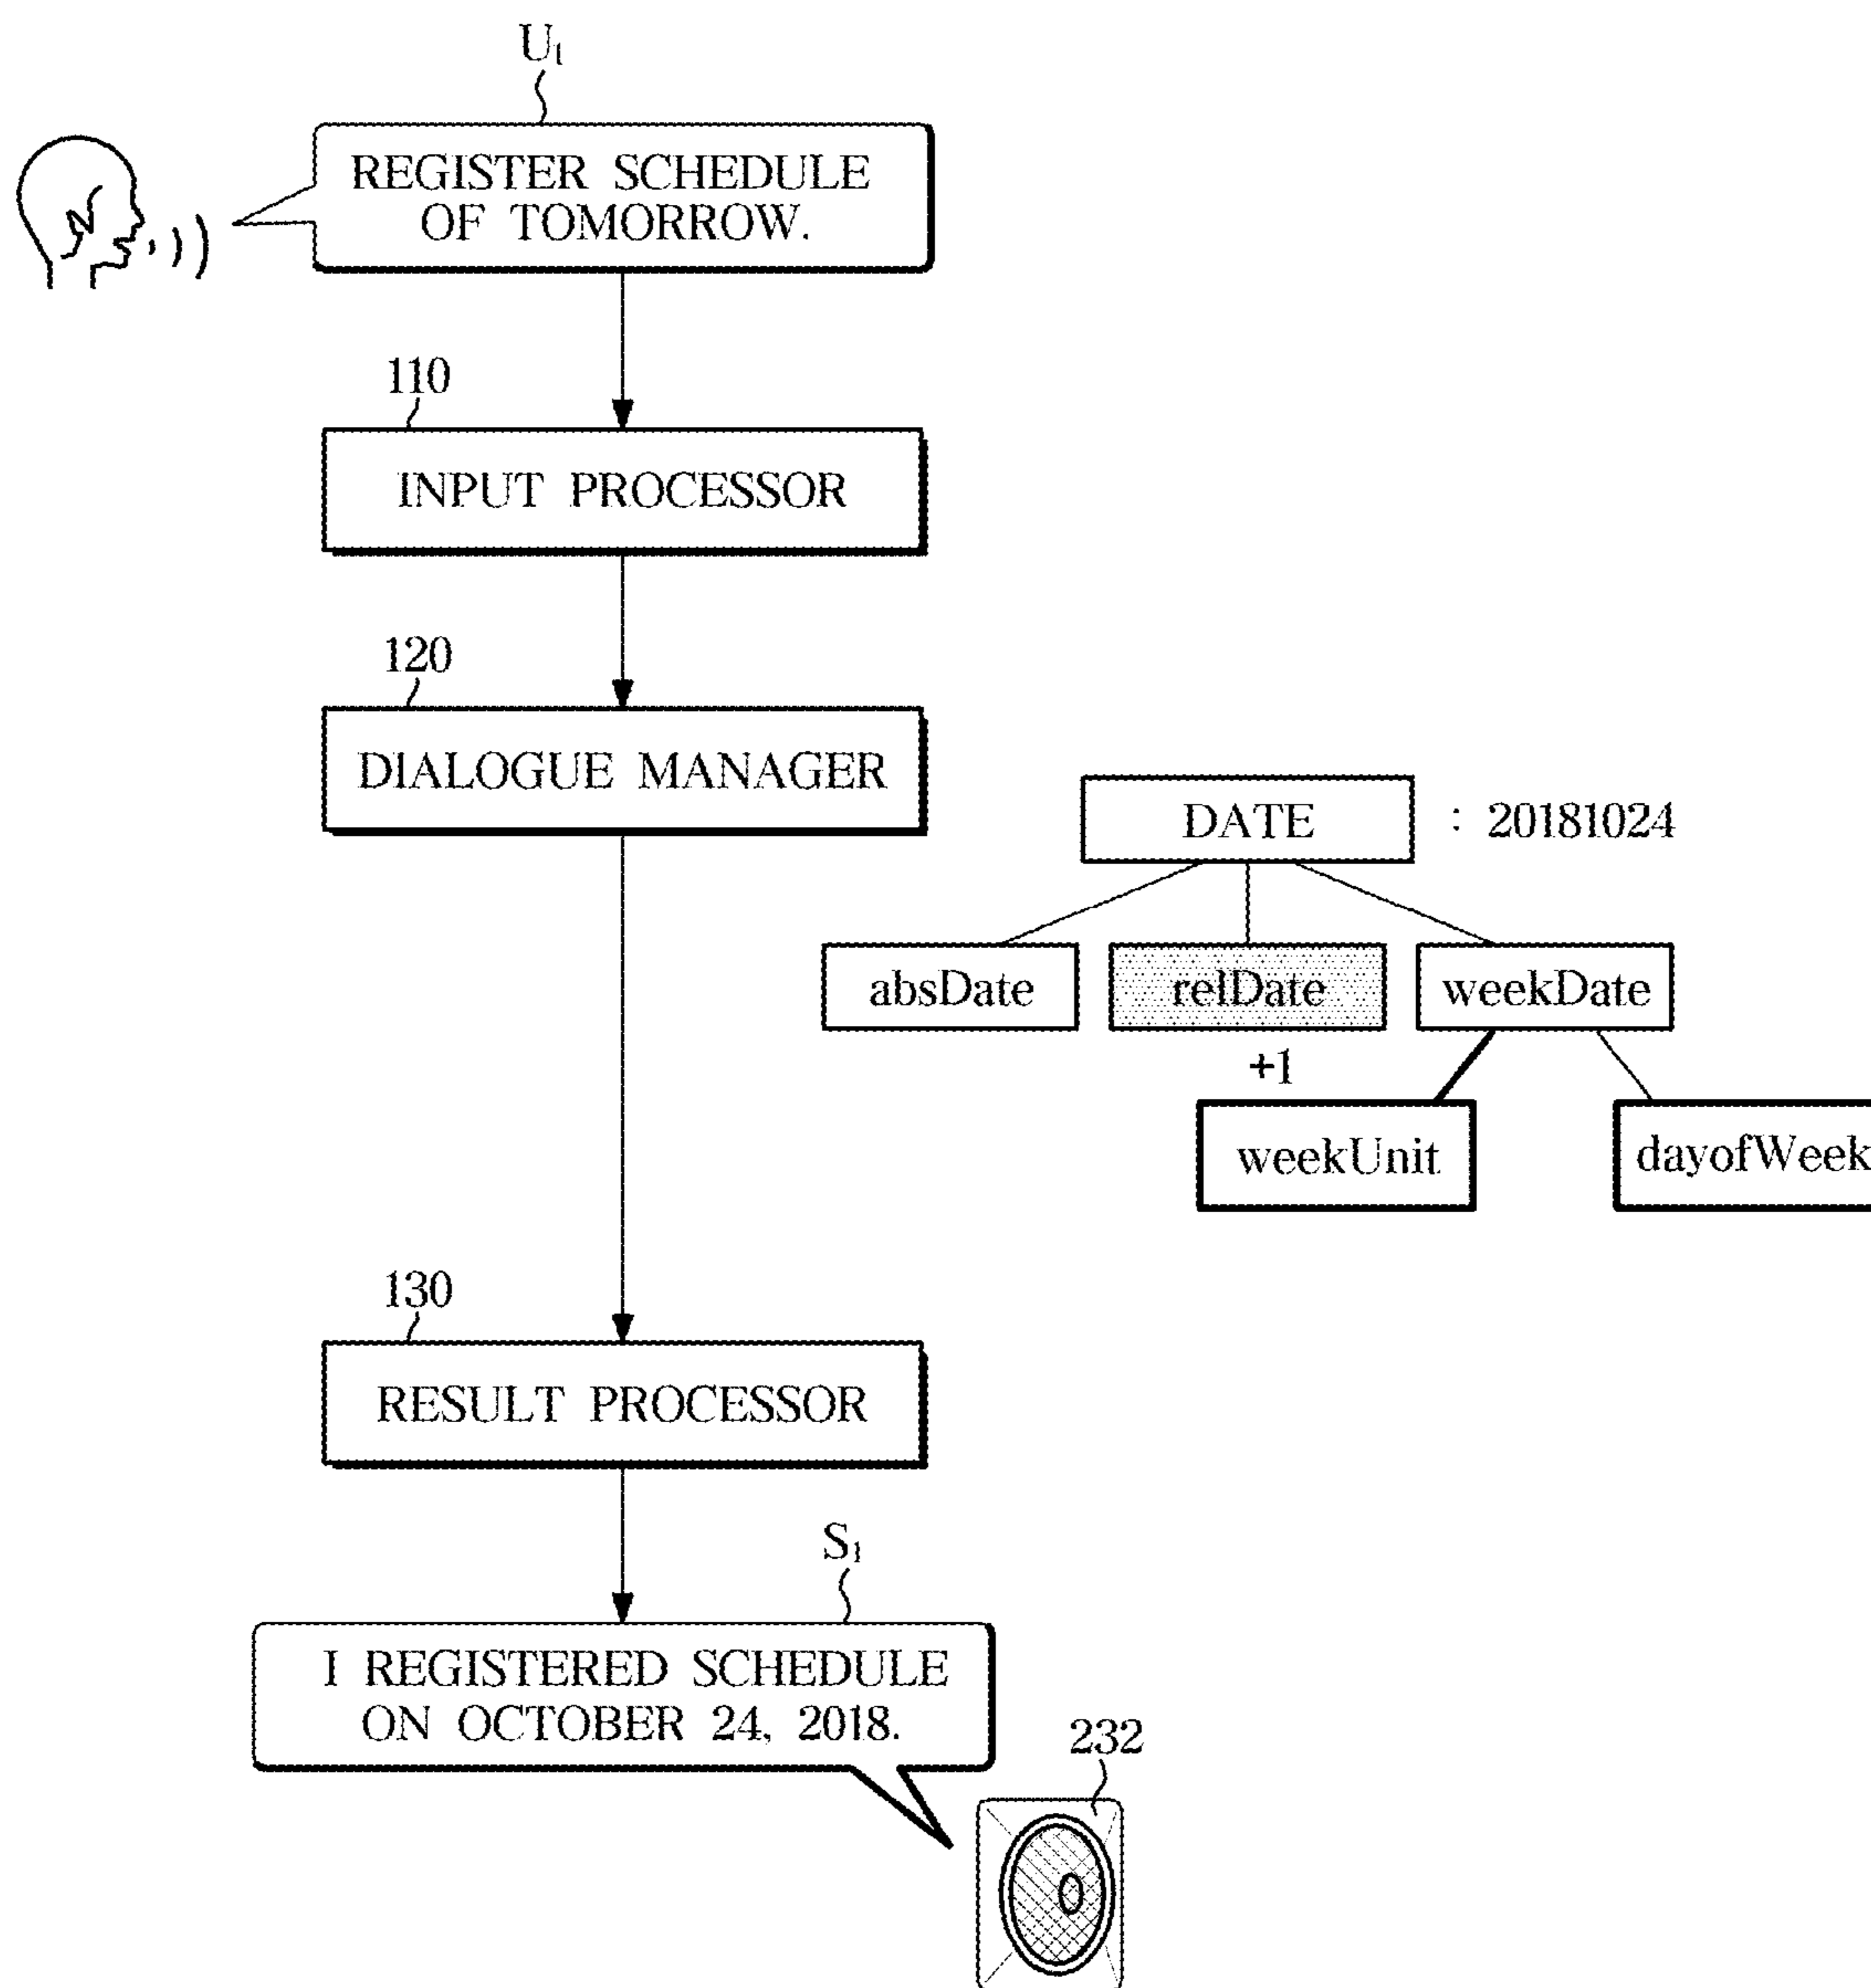 U₁
REGISTER SCHEDULE
OF TOMORROW.
110
INPUT PROCESSOR
120
DIALOGUE MANAGER
DATE : 20181024
absDate relDate weekDate
+1
weekUnit dayofWeek
130
RESULT PROCESSOR
S₁
I REGISTERED SCHEDULE
ON OCTOBER 24, 2018.
232